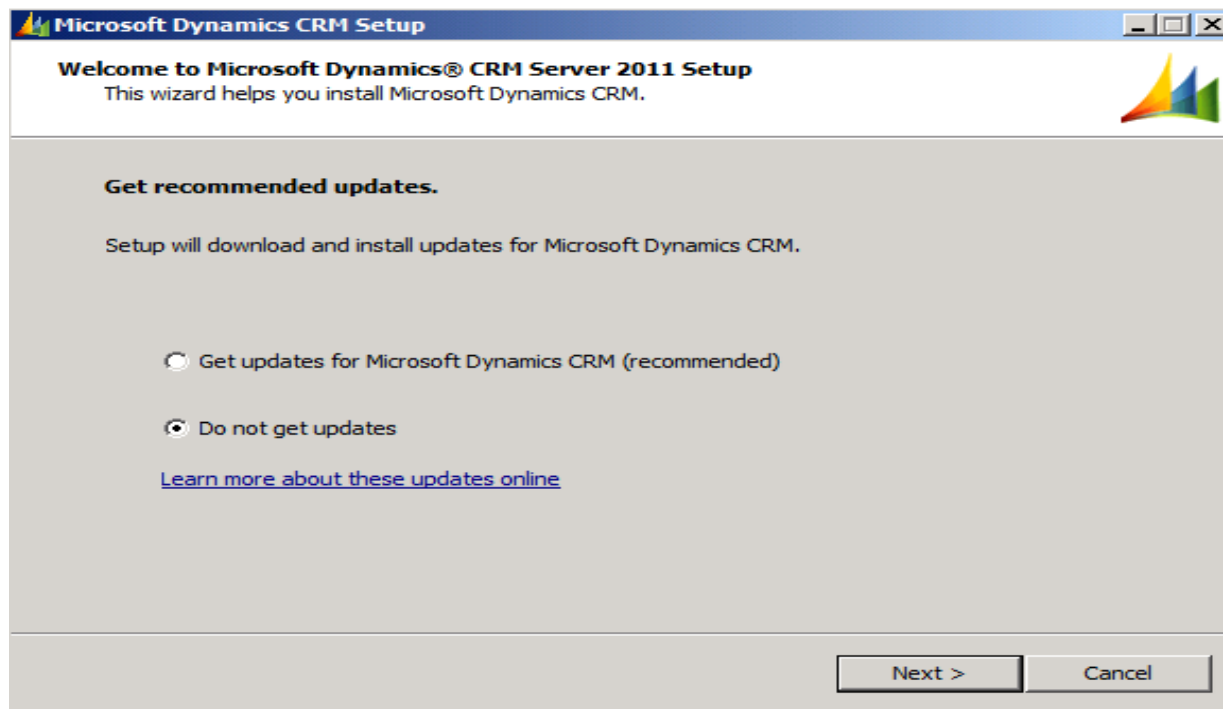 Microsoft Dynamics CRM Setup
Welcome to Microsoft Dynamics® CRM Server 2011 Setup
This wizard helps you install Microsoft Dynamics CRM.
Get recommended updates.
Setup will download and install updates for Microsoft Dynamics CRM.
Get updates for Microsoft Dynamics CRM (recommended)
Do not get updates
Learn more about these updates online
Next >
Cancel